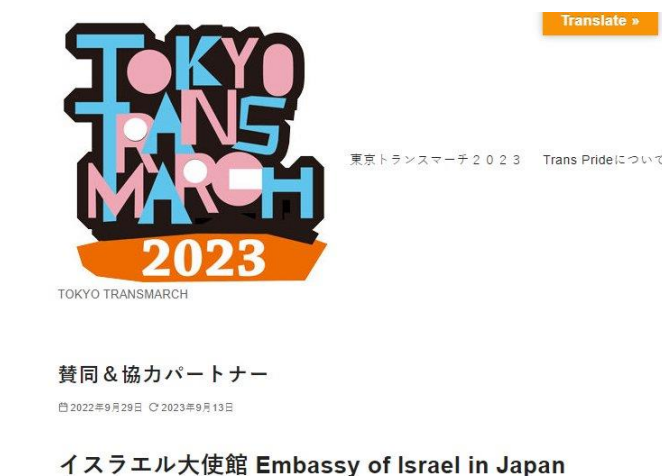 Translate »
TOKYO
TRANS
MARCH
2023
東京トランスマーチ２０２３ Trans Prideについて
TOKYO TRANSMARCH
賛同＆協力パートナー
2022年9月29日 2023年9月13日
イスラエル大使館 Embassy of Israel in Japan